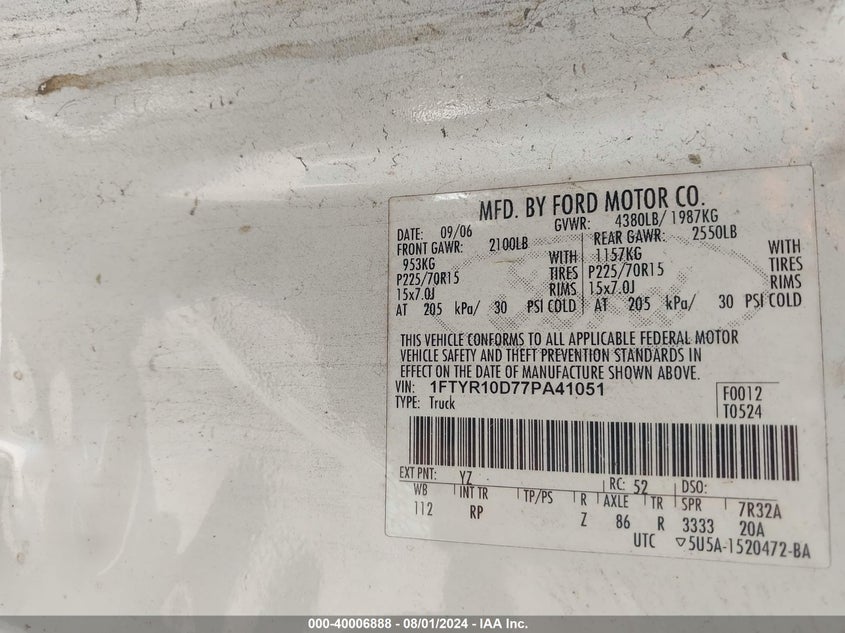 MFD. BY FORD MOTOR CO.
DATE: 09/06 GVWR: 4380LB/ 1987KG
FRONT GAWR: 2100LB REAR GAWR: 2550LB
953KG WITH 1157KG WITH
P225/70R15 TIRES P225/70R15 TIRES
15x7.0J RIMS 15x7.0J RIMS
AT 205 kPa/ 30 PSI COLD AT 205 kPa/ 30 PSI COLD
THIS VEHICLE CONFORMS TO ALL APPLICABLE FEDERAL MOTOR
VEHICLE SAFETY AND THEFT PREVENTION STANDARDS IN
EFFECT ON THE DATE OF MANUFACTURE SHOWN ABOVE.
VIN: 1FTYR10D77PA41051 F0012
TYPE: Truck T0524
EXT PNT: YZ RC: 52 DSO:
WB INT TR TP/PS R AXLE TR SPR 7R32A
112 RP Z 86 R 3333 20A
UTC ▽5U5A-1520472-BA
000-40006888 - 08/01/2024 - IAA Inc.